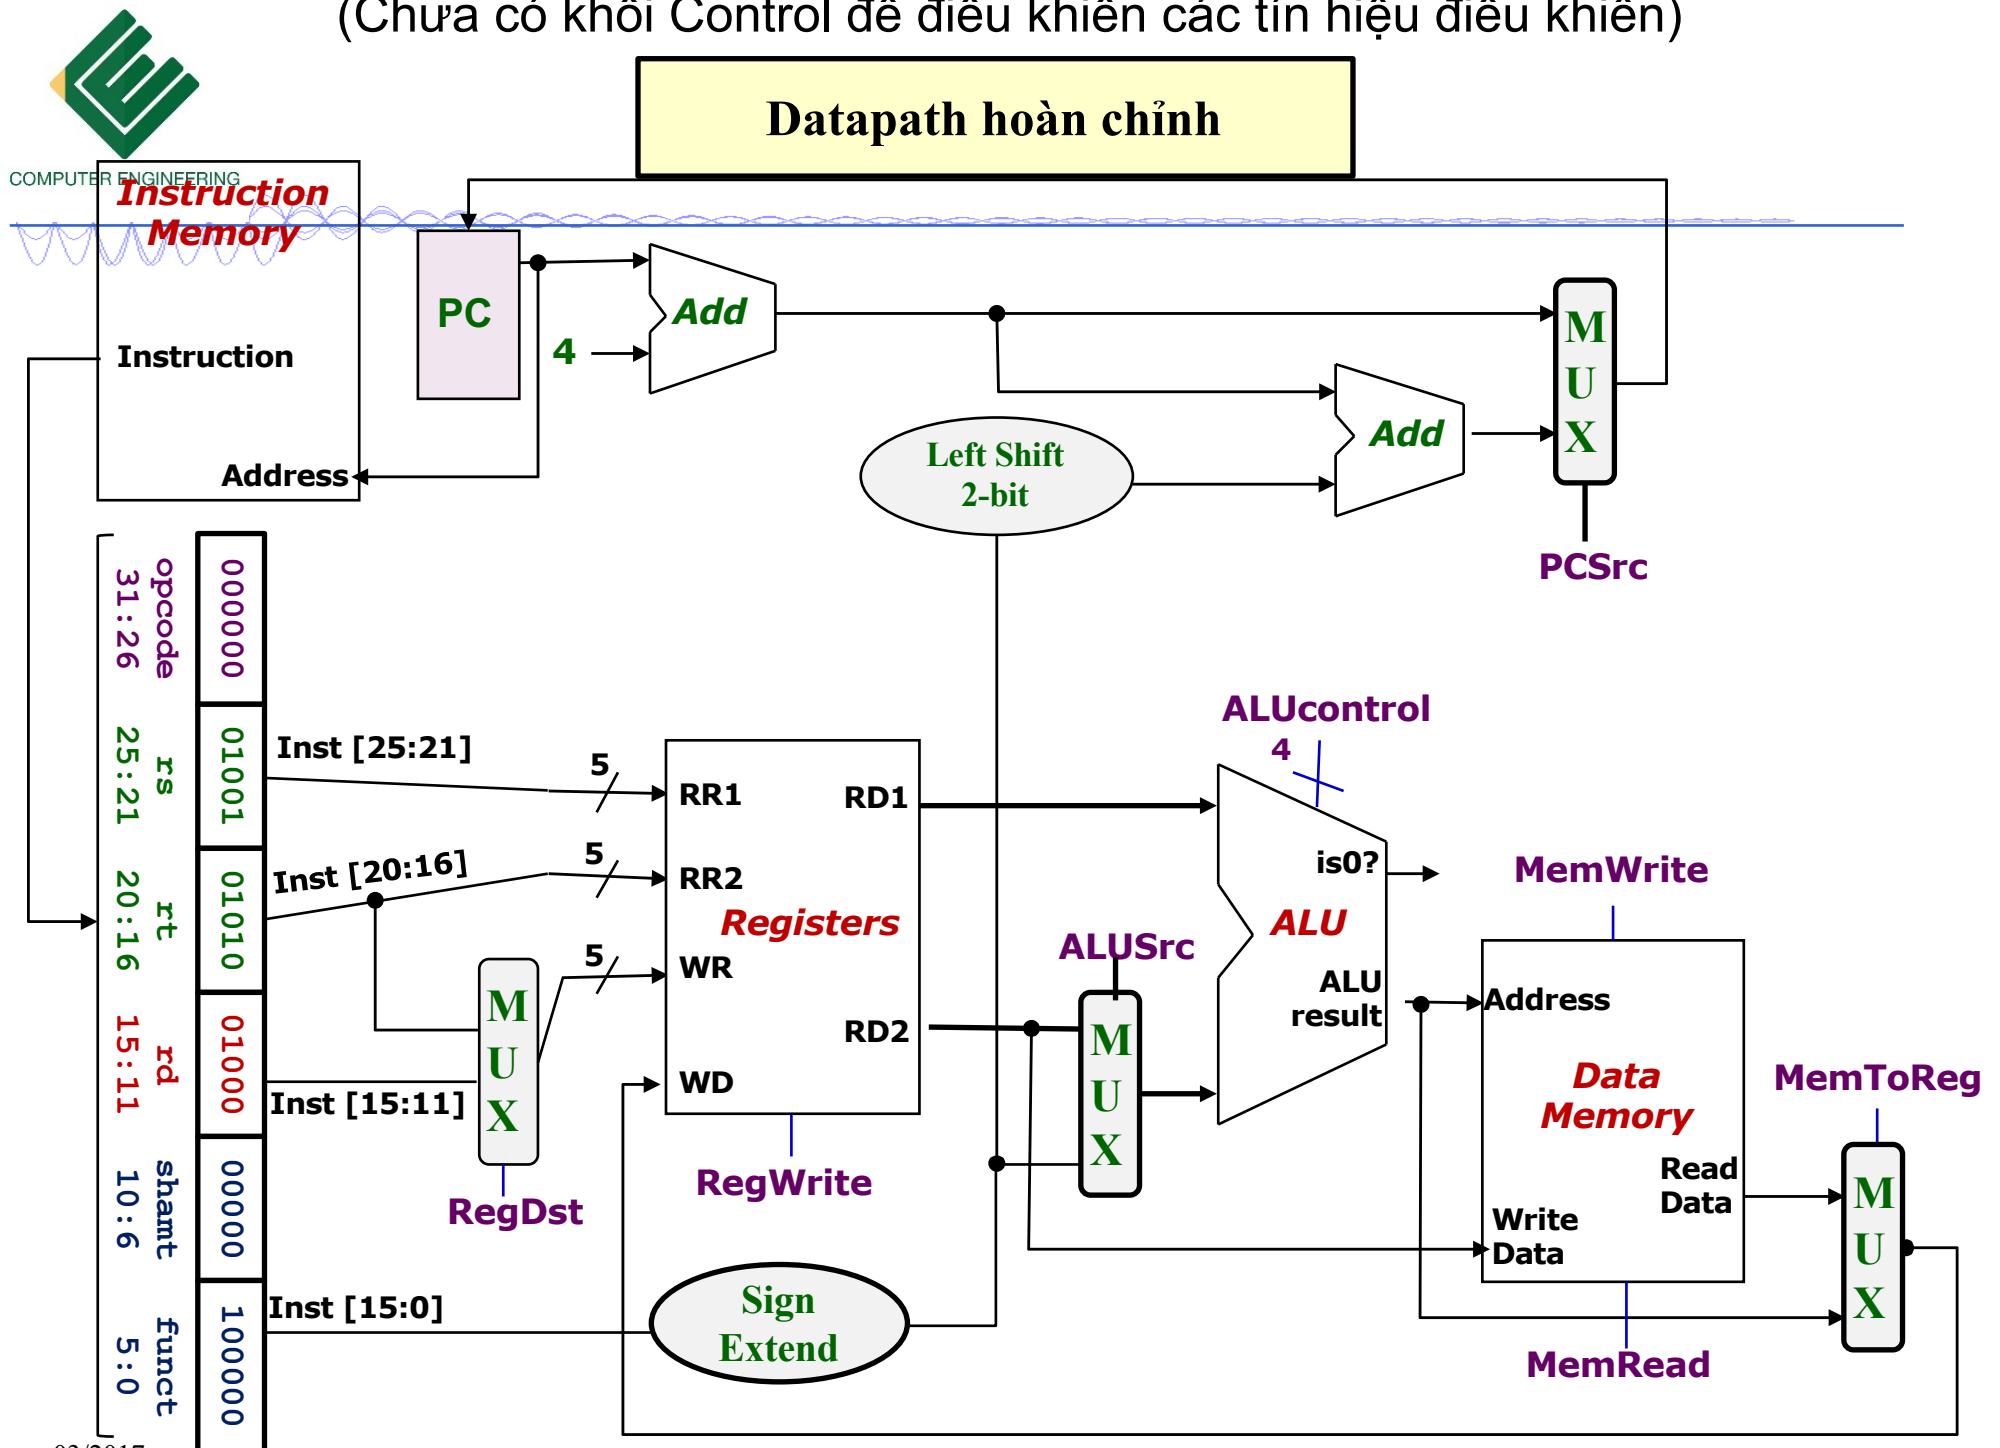 (Chưa có khối Control để điều khiển các tín hiệu điều khiển)
Datapath hoàn chỉnh
COMPUTER ENGINEERING
Instruction
Memory
Instruction
Address
PC
4
Add
Left Shift
2-bit
Add
M
U
X
PCSrc
opcode
31:26
000000
rs
25:21
01001
rt
20:16
01010
rd
15:11
01000
shamt
10:6
00000
funct
5:0
100000
Inst [25:21]
5
Inst [20:16]
5
5
Inst [15:11]
Inst [15:0]
M
U
X
RegDst
RR1
RD1
RR2
Registers
WR
RD2
WD
RegWrite
Sign
Extend
ALUSrc
M
U
X
ALUcontrol
4
is0?
ALU
ALU
result
MemWrite
Address
Data
Memory
Read
Data
Write
Data
MemRead
MemToReg
M
U
X